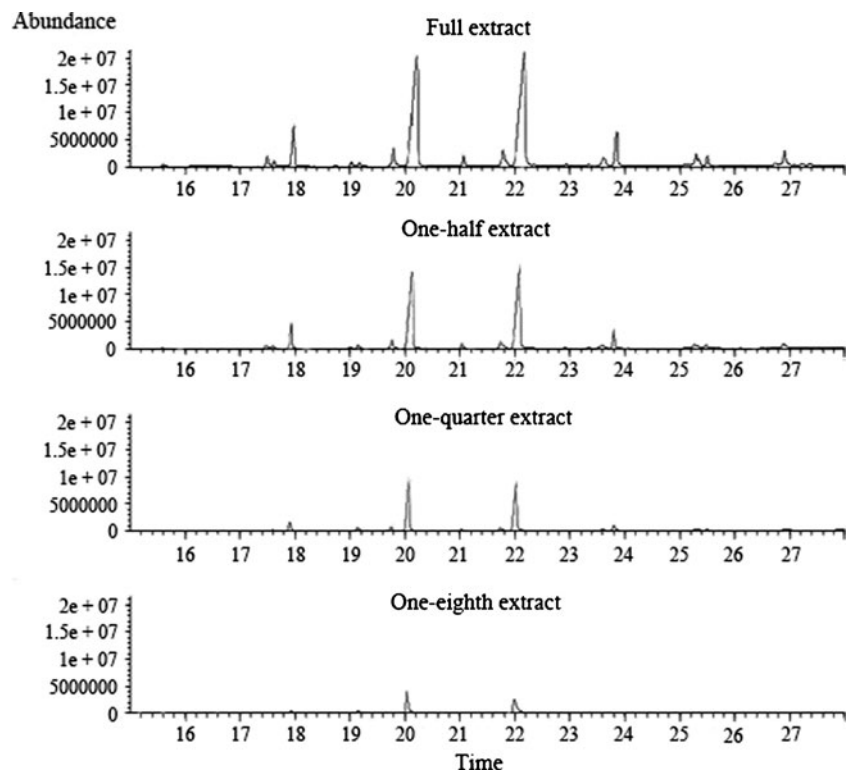 Abundance
Full extract
2e + 07
1.5e + 07
1e + 07
5000000
0
16 17 18 19 20 21 22 23 24 25 26 27
One-half extract
2e + 07
1.5e + 07
1e + 07
5000000
0
16 17 18 19 20 21 22 23 24 25 26 27
One-quarter extract
2e + 07
1.5e + 07
1e + 07
5000000
0
16 17 18 19 20 21 22 23 24 25 26 27
One-eighth extract
2e + 07
1.5e + 07
1e + 07
5000000
0
16 17 18 19 20 21 22 23 24 25 26 27
Time